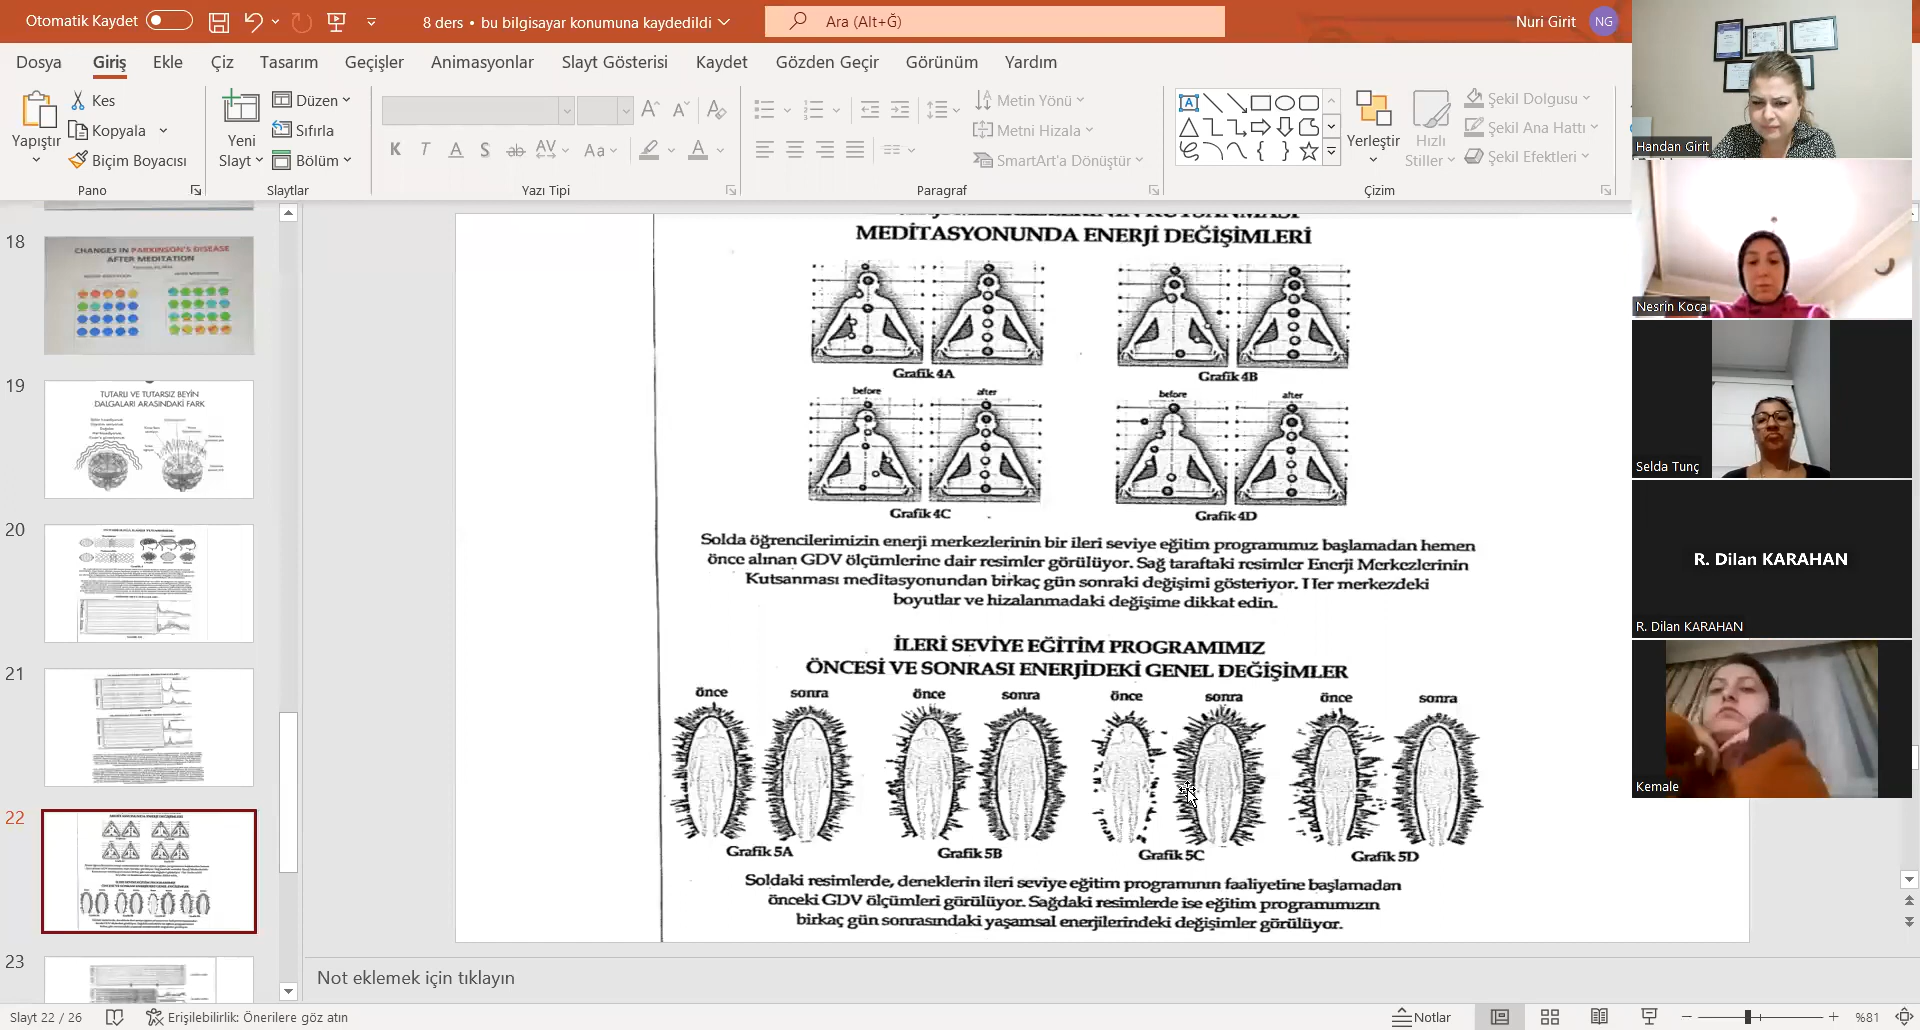 Otomatik Kaydet
8 ders • bu bilgisayar konumuna kaydedildi
Ara (Alt+Ğ)
Nuri Girit
NG
Dosya
Giriş
Ekle
Çiz
Tasarım
Geçişler
Animasyonlar
Slayt Gösterisi
Kaydet
Gözden Geçir
Görünüm
Yardım
Yapıştır
Kes
Kopyala
Biçim Boyacısı
Pano
Yeni
Slayt
Düzen
Sıfırla
Bölüm
Slaytlar
K T A S ab AV Aa A
Yazı Tipi
Metin Yönü
Metni Hizala
SmartArt'a Dönüştür
Paragraf
Yerleştir
Hızlı
Stiller
Şekil Dolgusu
Şekil Ana Hattı
Şekil Efektleri
Çizim
18
CHANGES IN PARKINSON'S DISEASE
AFTER MEDITATION
19
TUTARLI VE TUTARSIZ BEYİN
DALGALARI ARASINDAKİ FARK
20
21
22
23
MEDİTASYONUNDA ENERJİ DEĞİŞİMLERİ
Grafik 4A
Grafik 4B
before
after
before
after
Grafik 4C
Grafik 4D
Solda öğrencilerimizin enerji merkezlerinin bir ileri seviye eğitim programımız başlamadan hemen
önce alınan GDV ölçümlerine dair resimler görülüyor. Sağ taraftaki resimler Enerji Merkezlerinin
Kutsanması meditasyonundan birkaç gün sonraki değişimi gösteriyor. Her merkezdeki
boyutlar ve hizalanmadaki değişime dikkat edin.
İLERİ SEVİYE EĞİTİM PROGRAMIMIZ
ÖNCESİ VE SONRASI ENERJİDEKİ GENEL DEĞİŞİMLER
önce
sonra
önce
sonra
önce
sonra
önce
sonra
Grafik 5A
Grafik 5B
Grafik 5C
Grafik 5D
Soldaki resimlerde, deneklerin ileri seviye eğitim programının faaliyetine başlamadan
önceki GDV ölçümleri görülüyor. Sağdaki resimlerde ise eğitim programımızın
birkaç gün sonrasındaki yaşamsal enerjilerindeki değişimler görülüyor.
Handan Girit
Nesrin Koca
Selda Tunç
R. Dilan KARAHAN
R. Dilan KARAHAN
Kemale
Not eklemek için tıklayın
Slayt 22 / 26
Erişilebilirlik: Önerilere göz atın
Notlar
%81